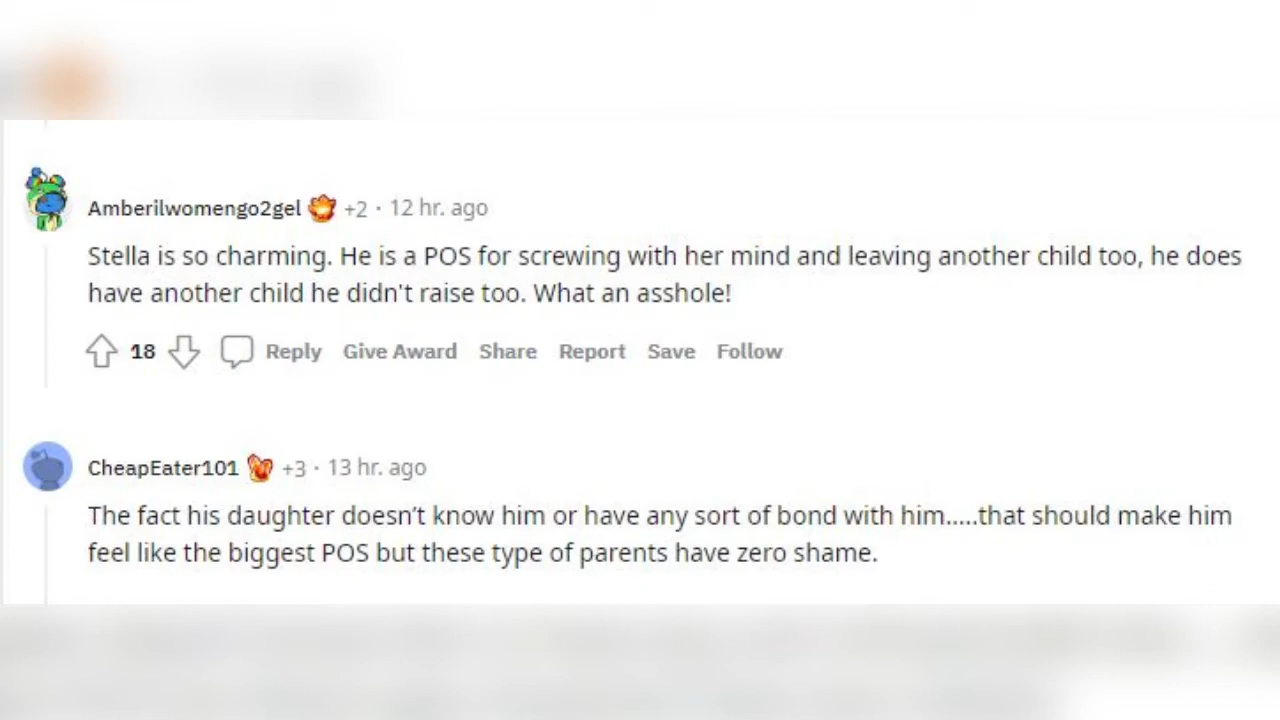 Amberilwomengo2gel +2 · 12 hr. ago
Stella is so charming. He is a POS for screwing with her mind and leaving another child too, he does
have another child he didn't raise too. What an asshole!
18 Reply Give Award Share Report Save Follow
CheapEater101 +3 · 13 hr. ago
The fact his daughter doesn’t know him or have any sort of bond with him.....that should make him
feel like the biggest POS but these type of parents have zero shame.